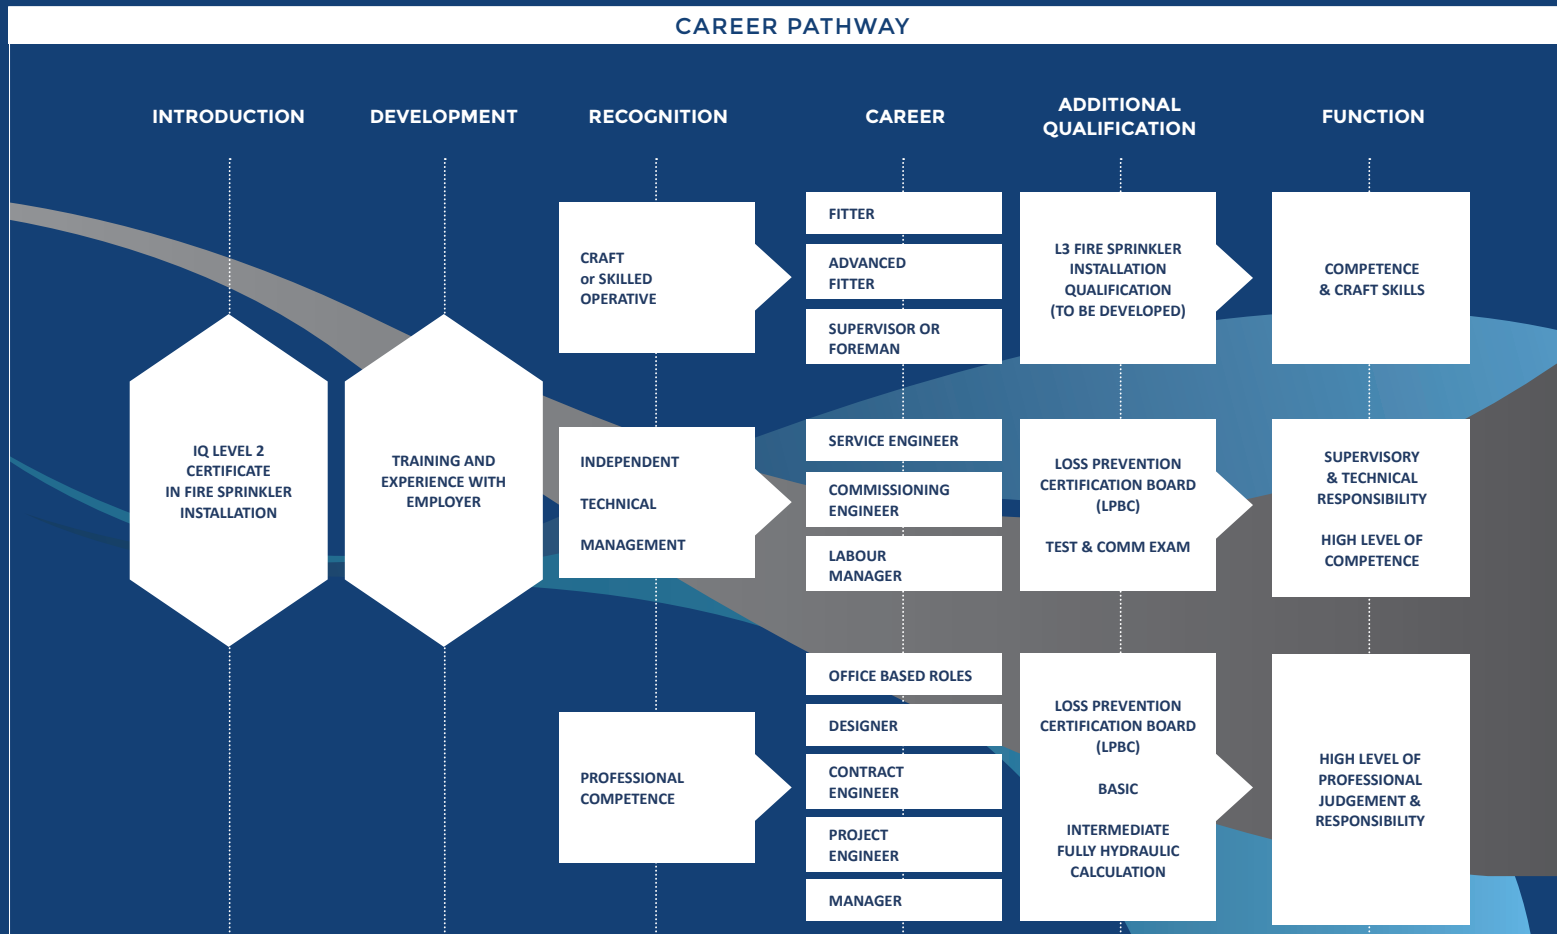 CAREER PATHWAY
INTRODUCTION
DEVELOPMENT
RECOGNITION
CAREER
ADDITIONAL
QUALIFICATION
FUNCTION
IQ LEVEL 2
CERTIFICATE
IN FIRE SPRINKLER
INSTALLATION
TRAINING AND
EXPERIENCE WITH
EMPLOYER
CRAFT
or SKILLED
OPERATIVE
FITTER
ADVANCED
FITTER
SUPERVISOR OR
FOREMAN
L3 FIRE SPRINKLER
INSTALLATION
QUALIFICATION
(TO BE DEVELOPED)
COMPETENCE
& CRAFT SKILLS
INDEPENDENT
TECHNICAL
MANAGEMENT
SERVICE ENGINEER
COMMISSIONING
ENGINEER
LABOUR
MANAGER
LOSS PREVENTION
CERTIFICATION BOARD
(LPBC)
TEST & COMM EXAM
SUPERVISORY
& TECHNICAL
RESPONSIBILITY
HIGH LEVEL OF
COMPETENCE
PROFESSIONAL
COMPETENCE
OFFICE BASED ROLES
DESIGNER
CONTRACT
ENGINEER
PROJECT
ENGINEER
MANAGER
LOSS PREVENTION
CERTIFICATION BOARD
(LPBC)
BASIC
INTERMEDIATE
FULLY HYDRAULIC
CALCULATION
HIGH LEVEL OF
PROFESSIONAL
JUDGEMENT &
RESPONSIBILITY